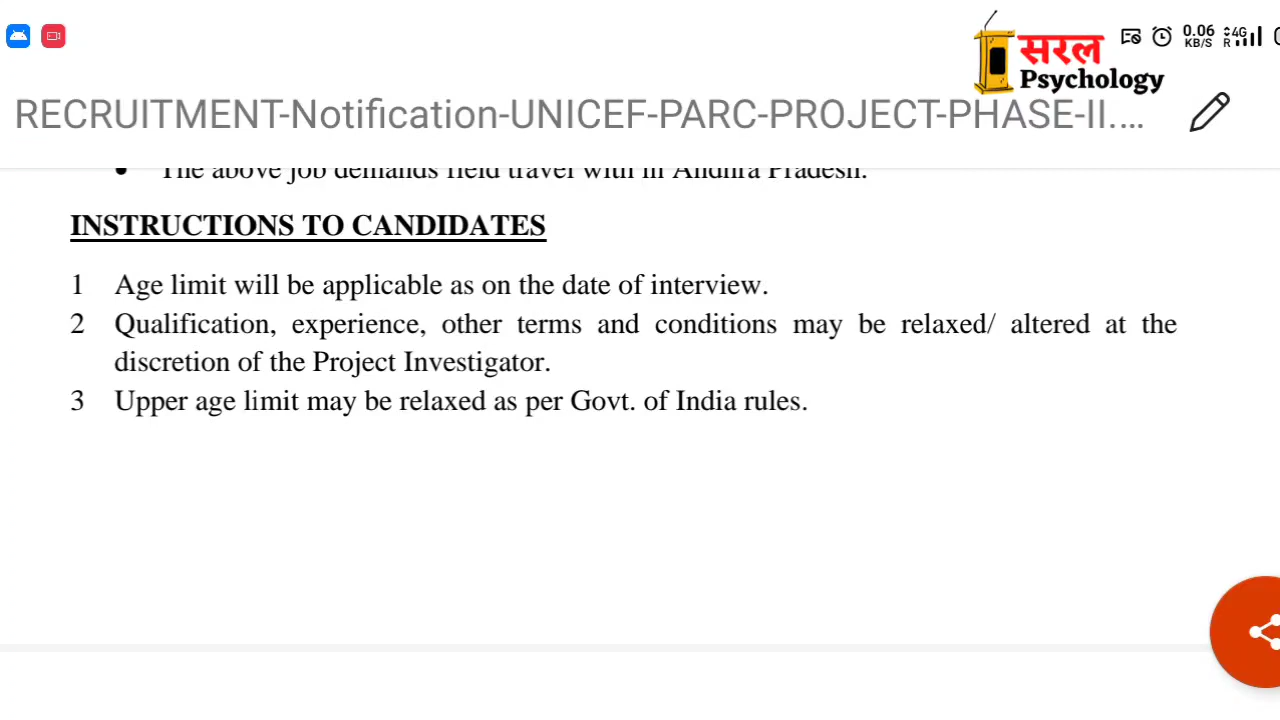 सरल
Psychology
0.06
KB/S
4G
R
RECRUITMENT-Notification-UNICEF-PARC-PROJECT-PHASE-II....
The above job demands field travel with in Andhra Pradesh.
INSTRUCTIONS TO CANDIDATES
1 Age limit will be applicable as on the date of interview.
2 Qualification, experience, other terms and conditions may be relaxed/ altered at the
discretion of the Project Investigator.
3 Upper age limit may be relaxed as per Govt. of India rules.